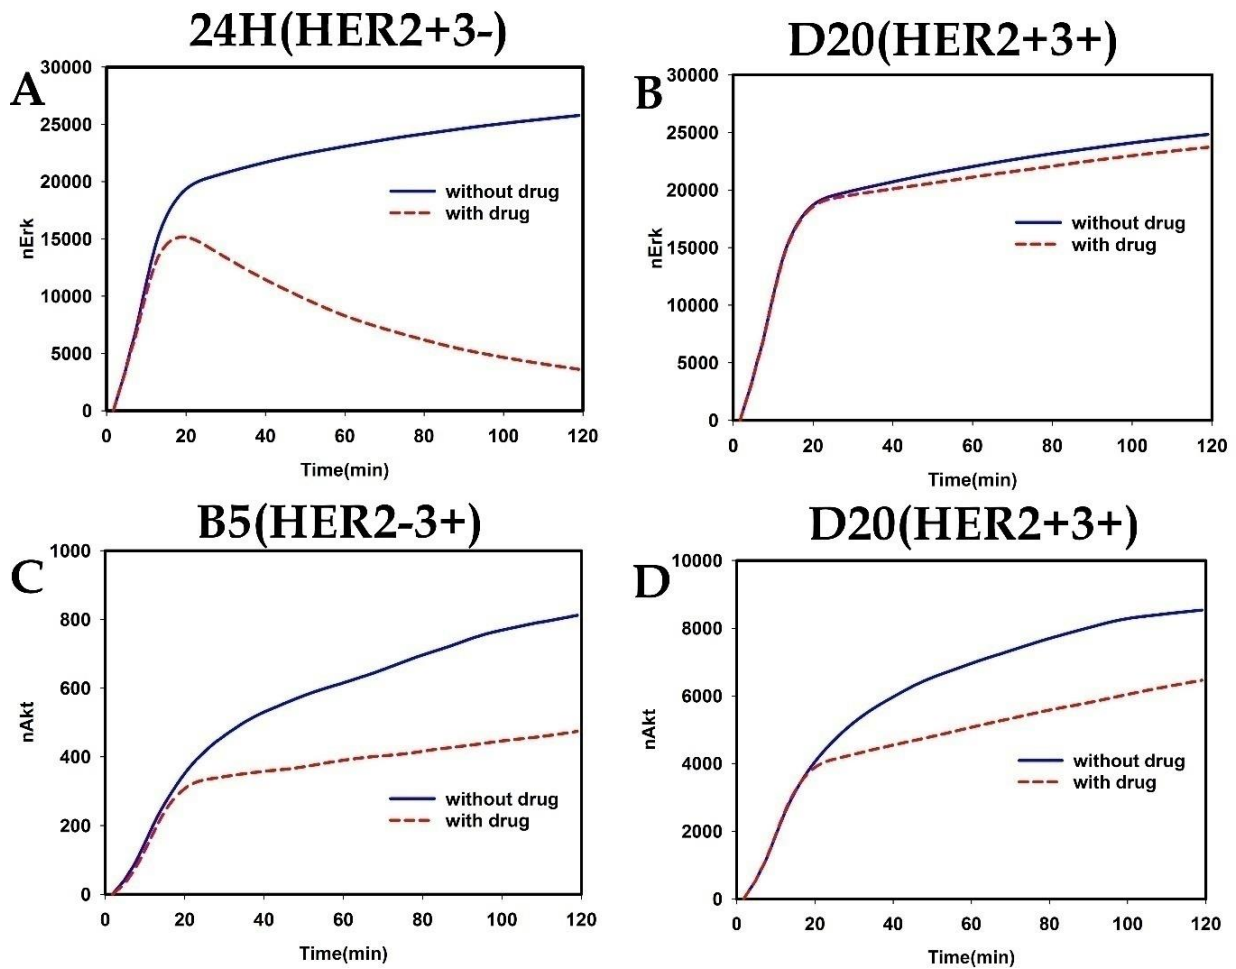 24H(HER2+3-)
A
30000
25000
20000
15000
10000
5000
0
nErk
without drug
with drug
0 20 40 60 80 100 120
Time(min)
D20(HER2+3+)
B
30000
25000
20000
15000
10000
5000
0
nErk
without drug
with drug
0 20 40 60 80 100 120
Time(min)
B5(HER2-3+)
C
1000
800
600
400
200
0
nAkt
without drug
with drug
0 20 40 60 80 100 120
Time(min)
D20(HER2+3+)
D
10000
8000
6000
4000
2000
0
nAkt
without drug
with drug
0 20 40 60 80 100 120
Time(min)